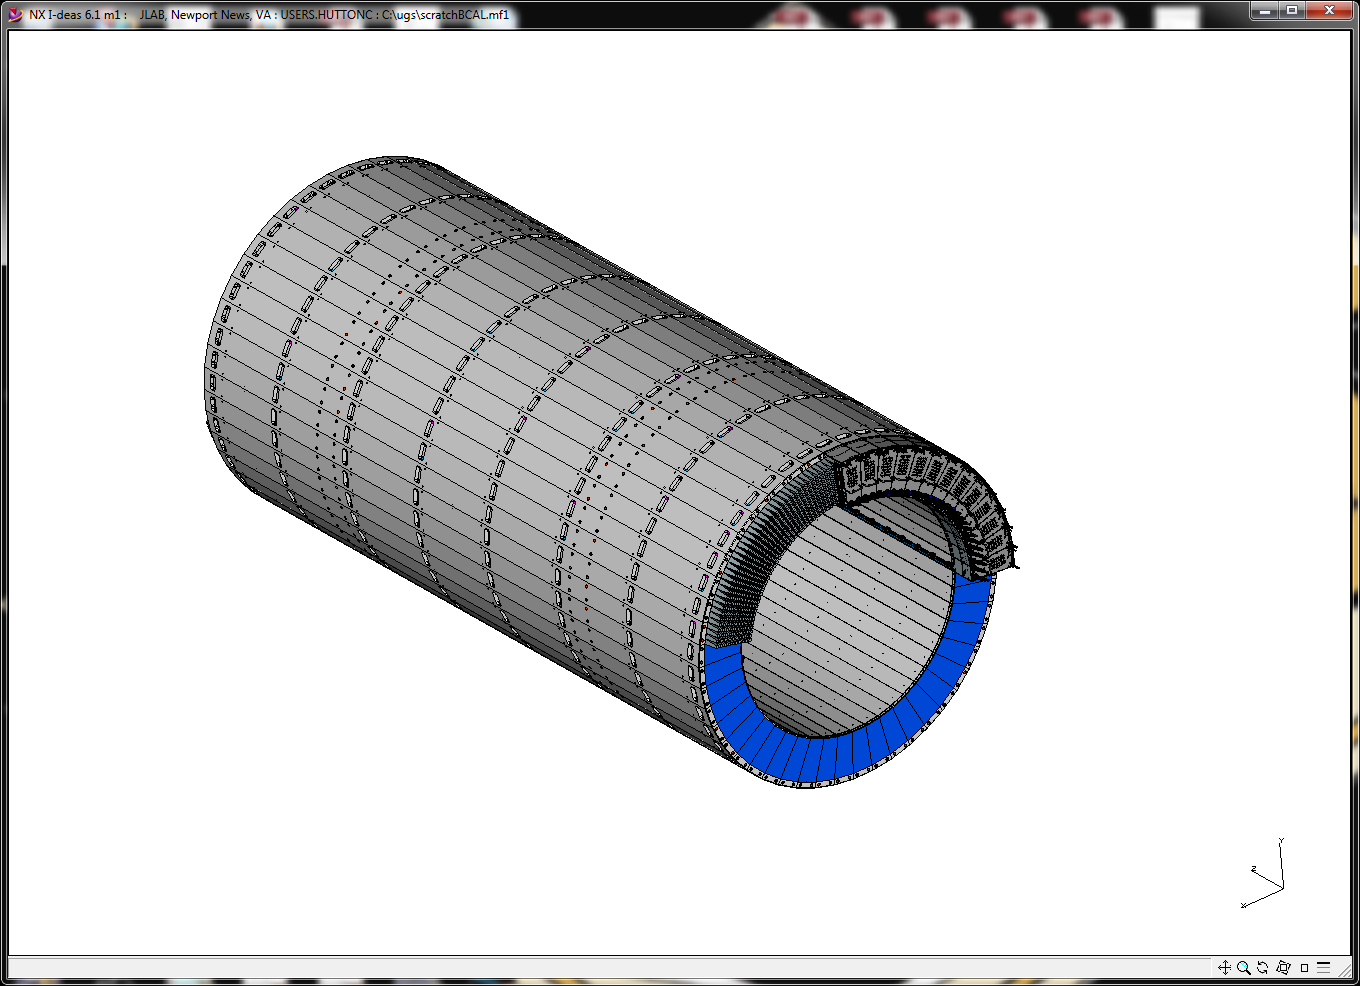 NX I-deas 6.1 m1 :    JLAB, Newport News, VA : USERS.HUTTONC : C:\ugs\scratchBCAL.mf1
Y
Z
X